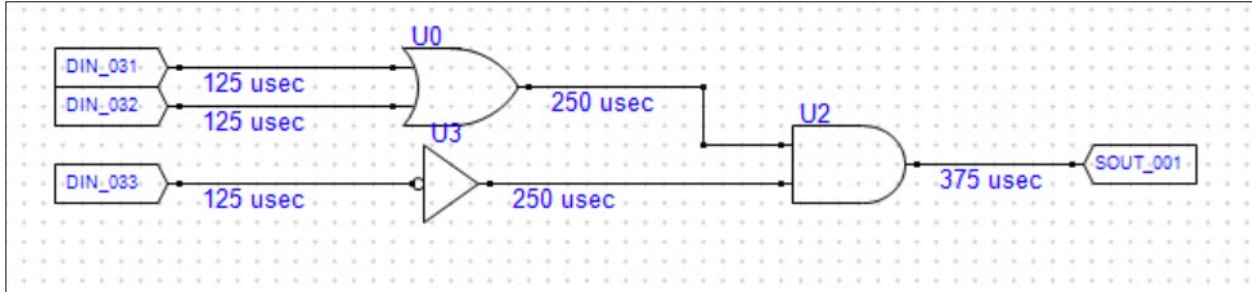 U0
DIN_031
125 usec
DIN_032
125 usec
250 usec
U2
U3
DIN_033
125 usec
250 usec
375 usec
SOUT_001